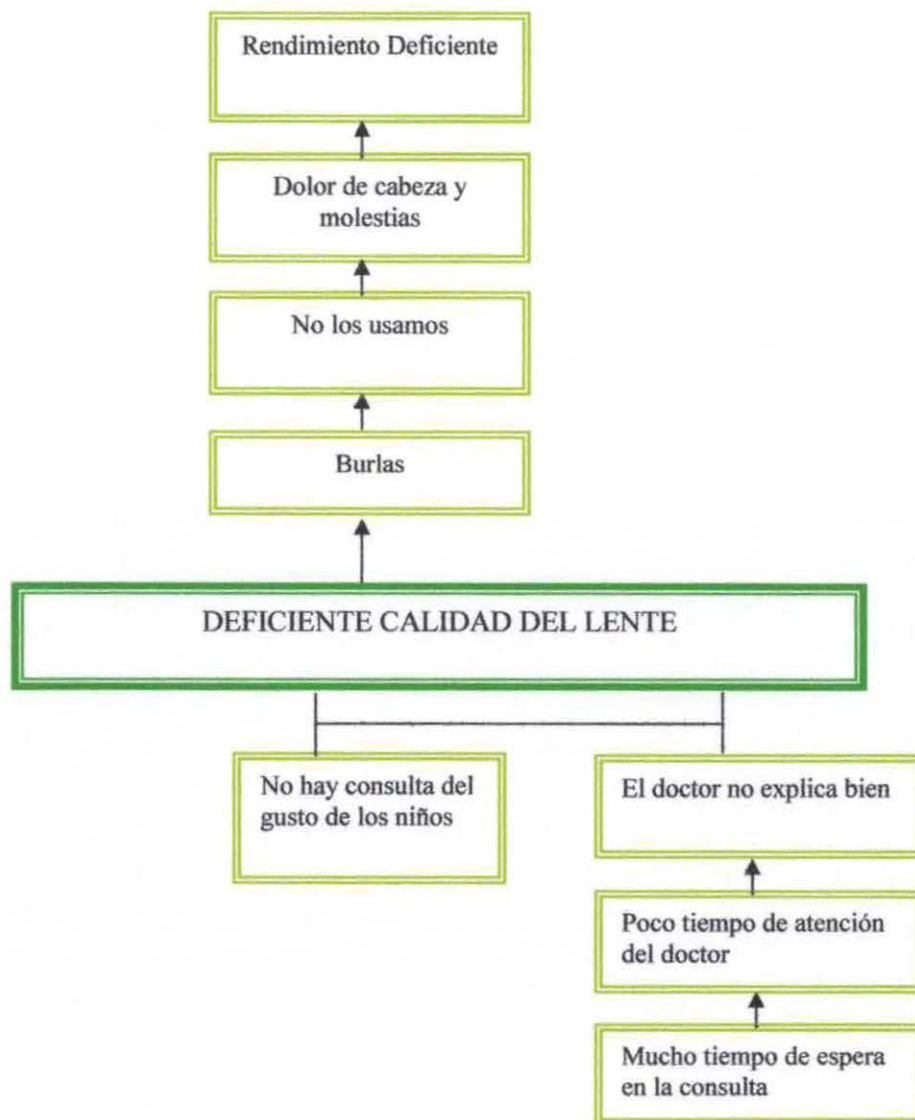 Rendimiento Deficiente
Dolor de cabeza y
molestias
No los usamos
Burlas
DEFICIENTE CALIDAD DEL LENTE
No hay consulta del
gusto de los niños
El doctor no explica bien
Poco tiempo de atención
del doctor
Mucho tiempo de espera
en la consulta